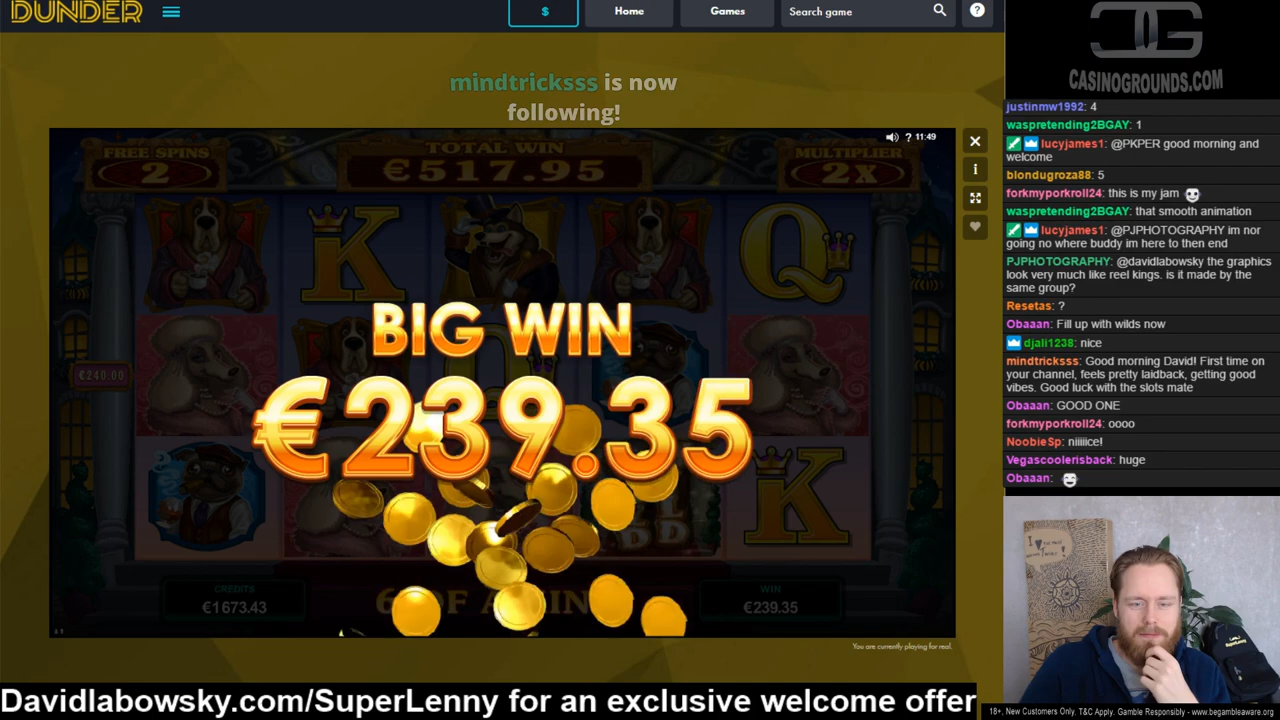 DUNDER
$
Home
Games
Search game
?
CASINOGROUNDS.COM
mindtricksss is now
following!
? 11:49
FREE SPINS
2
TOTAL WIN
€517.95
MULTIPLIER
2X
K
Q
€240.00
BIG WIN
€239.35
K
CREDITS
€1673.43
WIN
€239.35
You are currently playing for real.
justinmw1992: 4
waspretending2BGAY: 1
lucyjames1: @PKPER good morning and
welcome
blondugroza88: 5
forkmyporkroll24: this is my jam
waspretending2BGAY: that smooth animation
lucyjames1: @PJPHOTOGRAPHY im nor
going no where buddy im here to then end
PJPHOTOGRAPHY: @davidlabowsky the graphics
look very much like reel kings. is it made by the
same group?
Resetas: ?
Obaaan: Fill up with wilds now
djali1238: nice
mindtricksss: Good morning David! First time on
your channel, feels pretty laidback, getting good
vibes. Good luck with the slots mate
Obaaan: GOOD ONE
forkmyporkroll24: oooo
NoobieSp: niiiiice!
Vegascoolerisback: huge
Obaaan:
SuperLenny
Davidlabowsky.com/SuperLenny for an exclusive welcome offer
18+, New Customers Only, T&C Apply. Gamble Responsibly - www.begambleaware.org